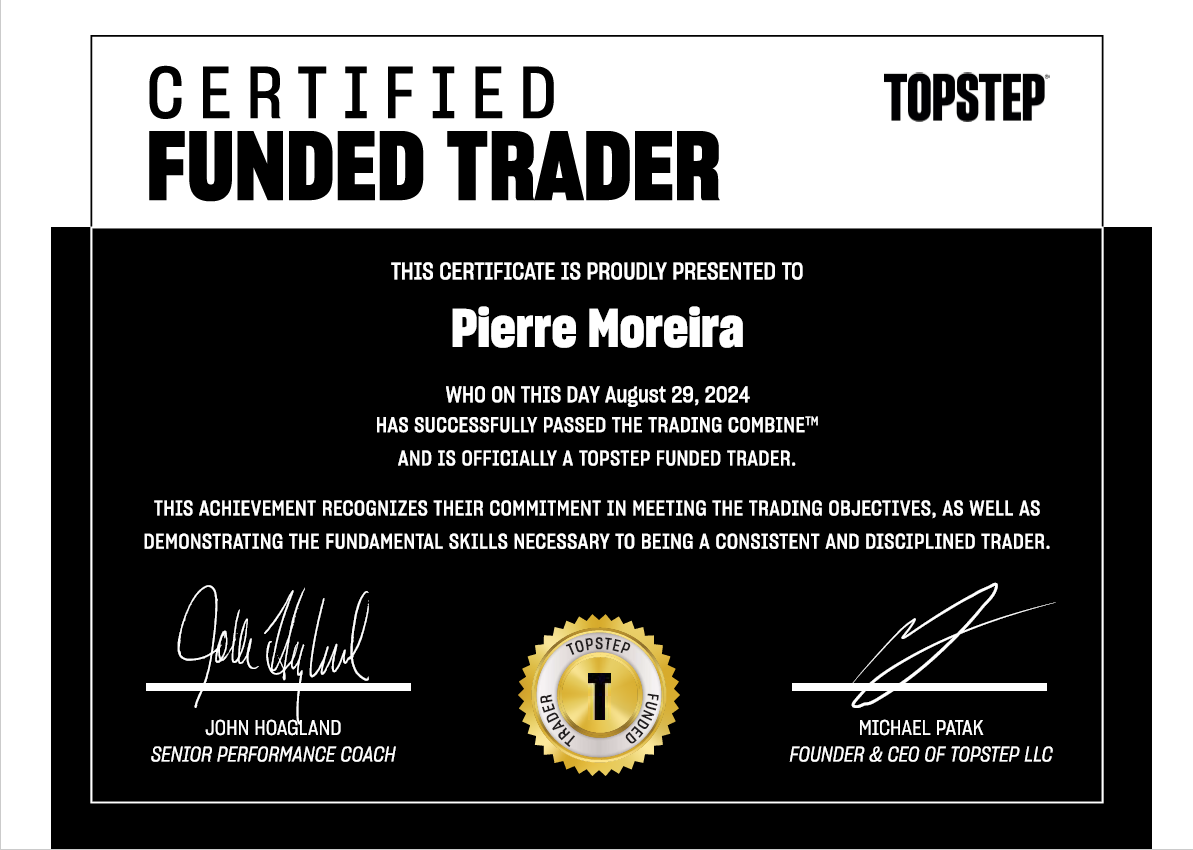 CERTIFIED
FUNDED TRADER
TOPSTEP
THIS CERTIFICATE IS PROUDLY PRESENTED TO
Pierre Moreira
WHO ON THIS DAY August 29, 2024
HAS SUCCESSFULLY PASSED THE TRADING COMBINE™
AND IS OFFICIALLY A TOPSTEP FUNDED TRADER.
THIS ACHIEVEMENT RECOGNIZES THEIR COMMITMENT IN MEETING THE TRADING OBJECTIVES, AS WELL AS
DEMONSTRATING THE FUNDAMENTAL SKILLS NECESSARY TO BEING A CONSISTENT AND DISCIPLINED TRADER.
John Hoagland
JOHN HOAGLAND
SENIOR PERFORMANCE COACH
TOPSTEP
FUNDED
TRADER
T
MICHAEL PATAK
FOUNDER & CEO OF TOPSTEP LLC